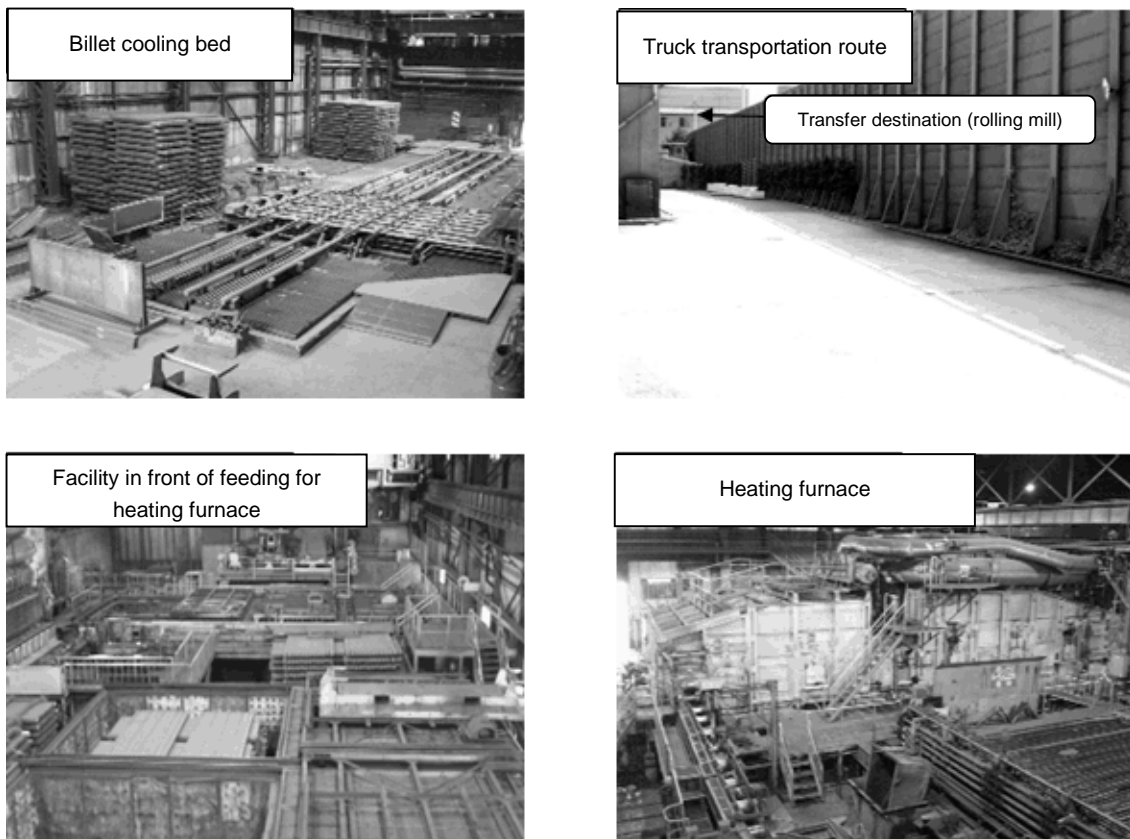 Billet cooling bed
Truck transportation route
Transfer destination (rolling mill)
Facility in front of feeding for
heating furnace
Heating furnace